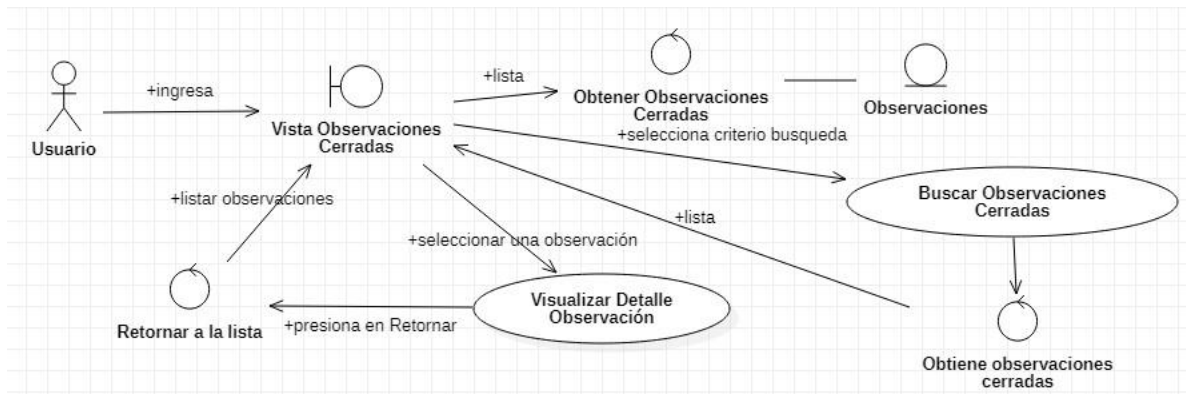 +ingresa
Usuario
Vista Observaciones
Cerradas
+lista
Obtener Observaciones
Cerradas
Observaciones
+selecciona criterio busqueda
Buscar Observaciones
Cerradas
+listar observaciones
+lista
+seleccionar una observación
Visualizar Detalle
Observación
Retornar a la lista
+presiona en Retornar
Obtiene observaciones
cerradas